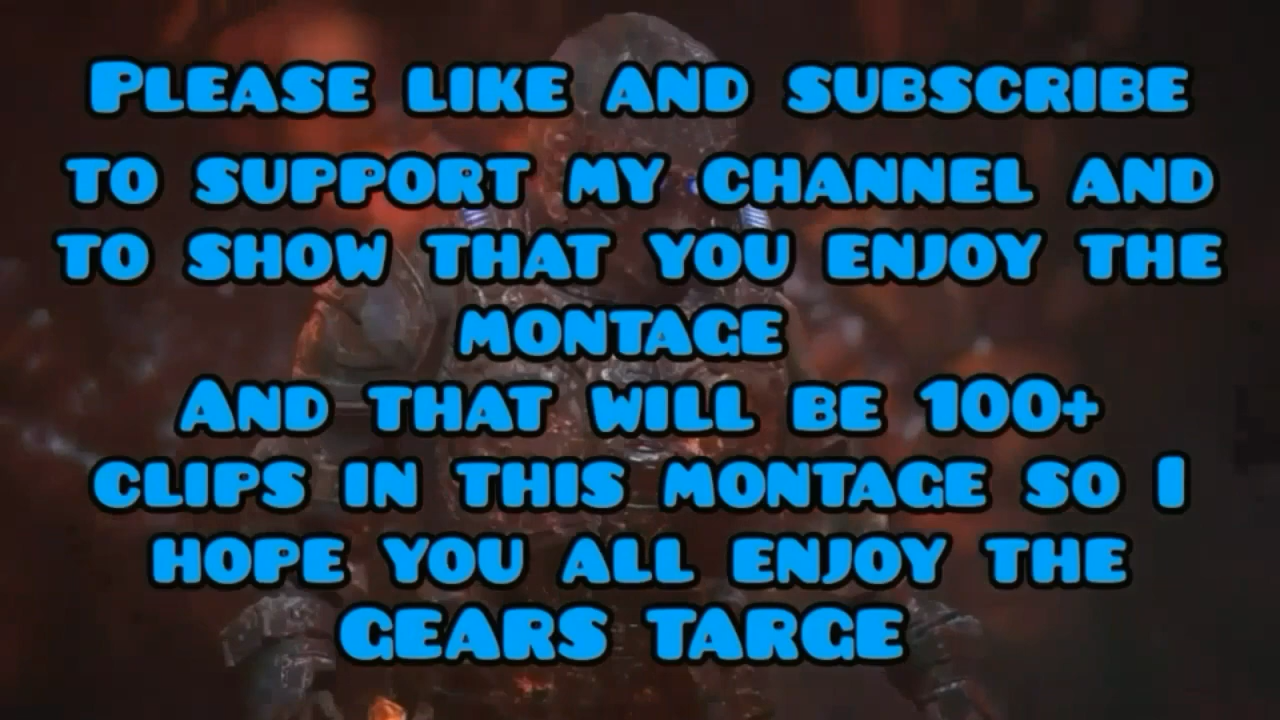 Please like and subscribe
to support my channel and
to show that you enjoy the
montage
And that will be 100+
clips in this montage so I
hope you all enjoy the
GEARS TARGE